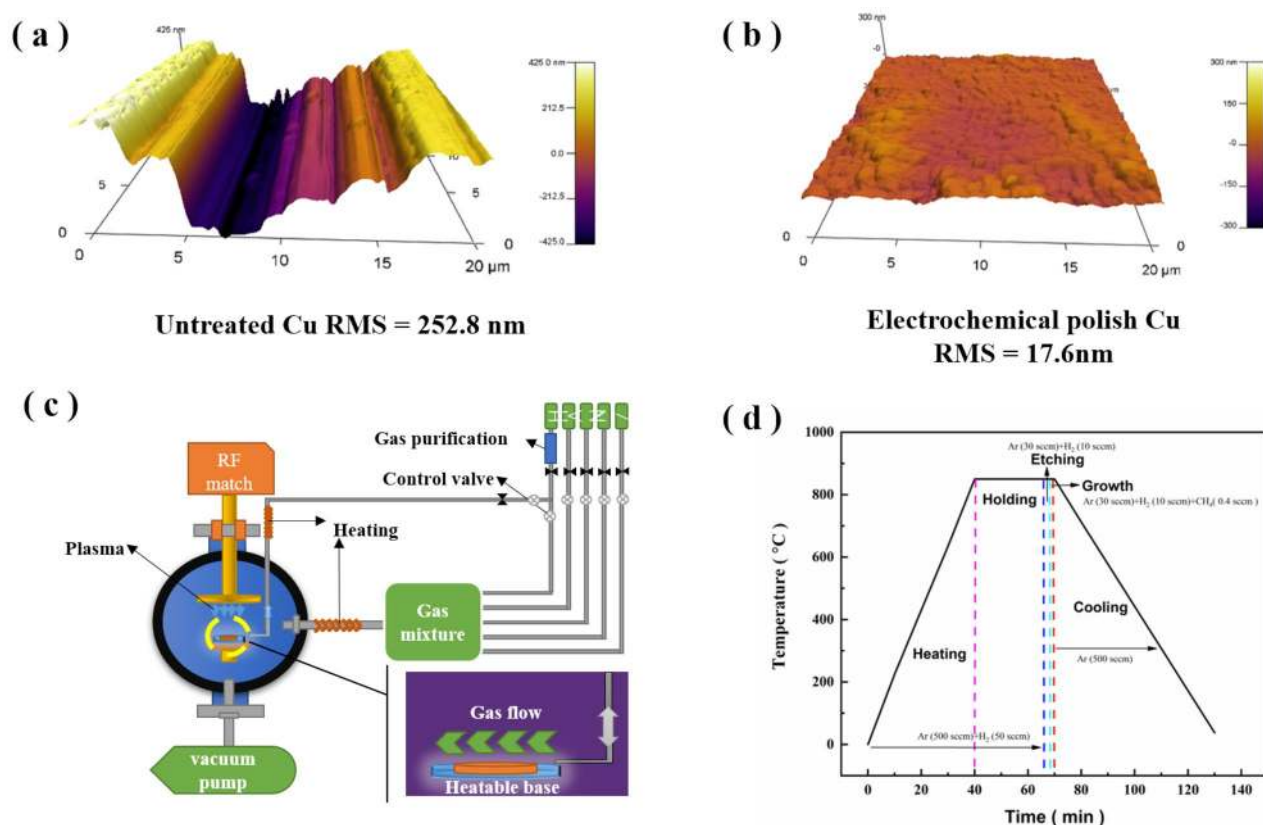 ( a )
426 nm
425.0 nm
212.5
0.0
-212.5
-425.0
10
5
5
0
0
0
5
10
15
20 µm
Untreated Cu RMS = 252.8 nm
( b )
300 nm
-0
300 nm
150
-0
-150
-300
0
0
0
5
10
15
20 µm
Electrochemical polish Cu
RMS = 17.6nm
( c )
RF
match
Gas purification
Control valve
Heating
Plasma
Gas
mixture
Gas flow
Heatable base
vacuum
pump
( d )
1000
800
600
400
200
0
Temperature ( °C )
Ar (30 sccm)+H₂ (10 sccm)
Etching
Growth
Ar (30 sccm)+H₂ (10 sccm)+CH₄( 0.4 sccm )
Holding
Heating
Cooling
Ar (500 sccm)
Ar (500 sccm)+H₂ (50 sccm)
0
20
40
60
80
100
120
140
Time ( min )